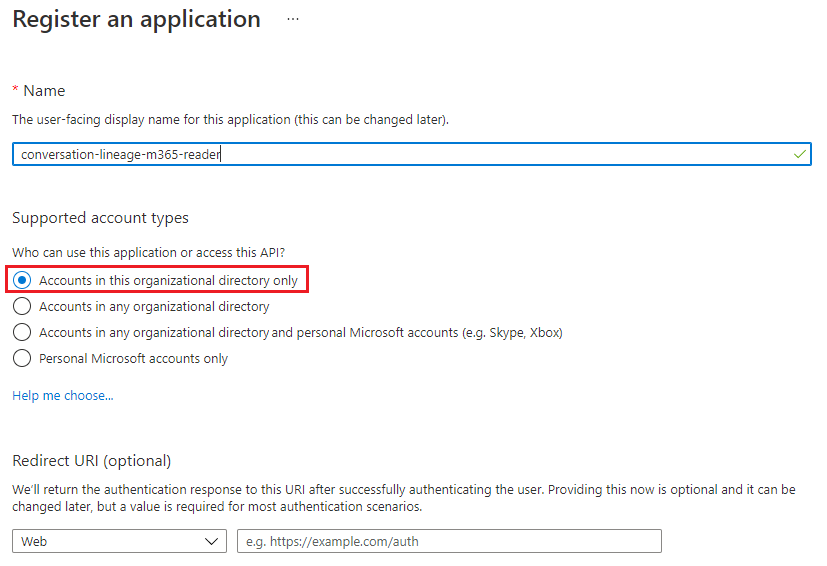 Register an application ...
* Name
The user-facing display name for this application (this can be changed later).
conversation-lineage-m365-reader
Supported account types
Who can use this application or access this API?
Accounts in this organizational directory only
Accounts in any organizational directory
Accounts in any organizational directory and personal Microsoft accounts (e.g. Skype, Xbox)
Personal Microsoft accounts only
Help me choose...
Redirect URI (optional)
We'll return the authentication response to this URI after successfully authenticating the user. Providing this now is optional and it can be
changed later, but a value is required for most authentication scenarios.
Web
e.g. https://example.com/auth